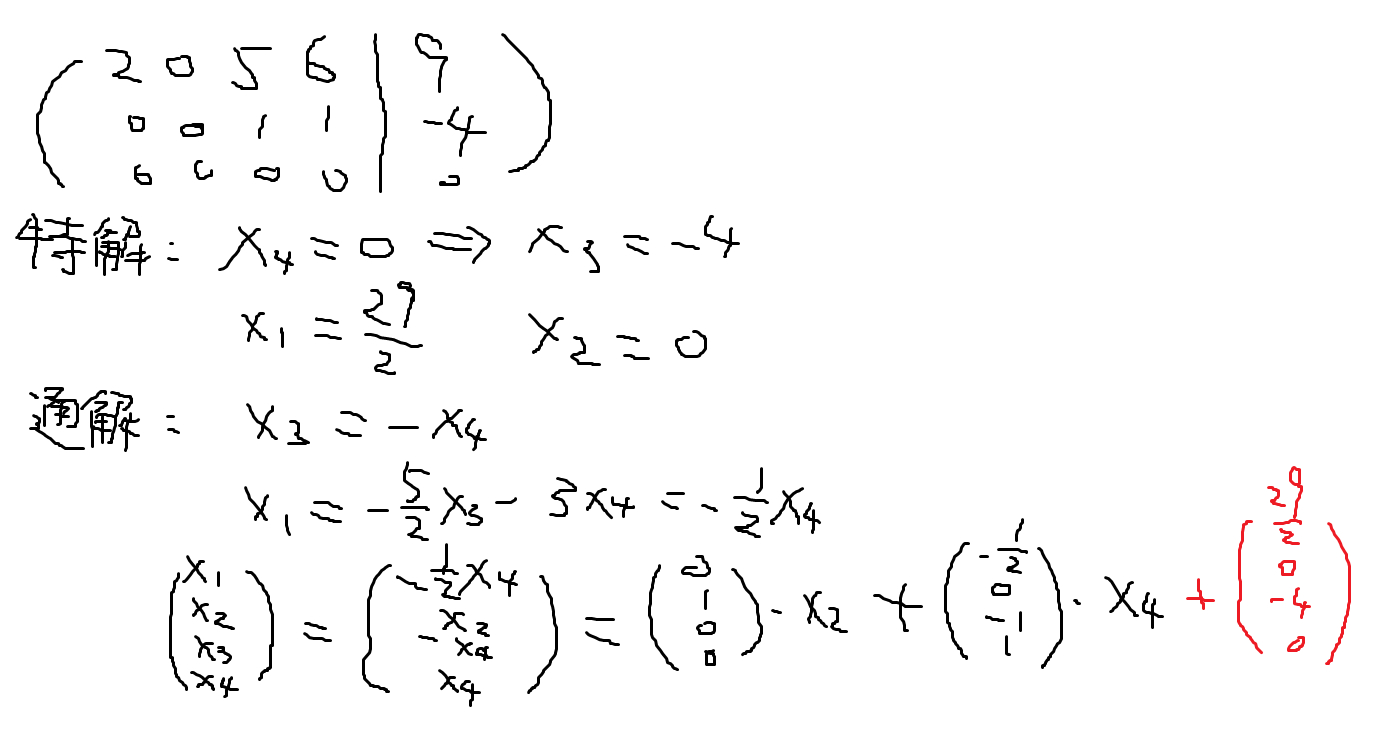 2 0 5 6 | 9
0 0 1 1 | -4
0 0 0 0 | 0
特解: x₄ = 0 ⇒ x₃ = -4
x₁ = 29/2 x₂ = 0
通解: x₃ = -x₄
x₁ = -5/2 x₃ - 3x₄ = -1/2 x₄
(x₁ x₂ x₃ x₄) = (-1/2 x₄ x₂ -x₄ x₄) = (0 1 0 0) · x₂ + (-1/2 0 -1 1) · x₄ + (29/2 0 -4 0)